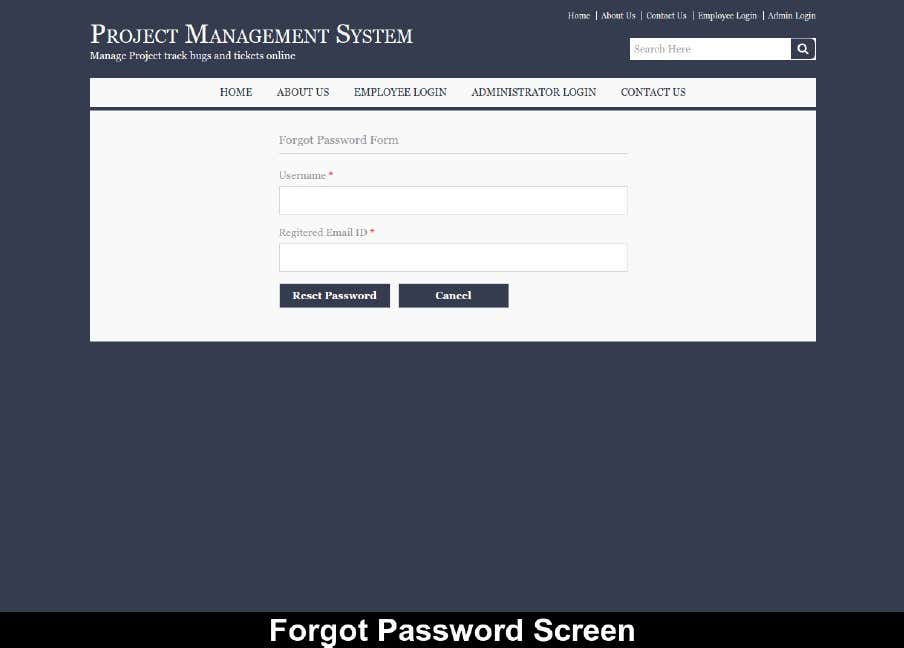 Home | About Us | Contact Us | Employee Login | Admin Login
Project Management System
Manage Project track bugs and tickets online
Search Here
HOME ABOUT US EMPLOYEE LOGIN ADMINISTRATOR LOGIN CONTACT US
Forgot Password Form
Username *
Regitered Email ID *
Reset Password Cancel
Forgot Password Screen